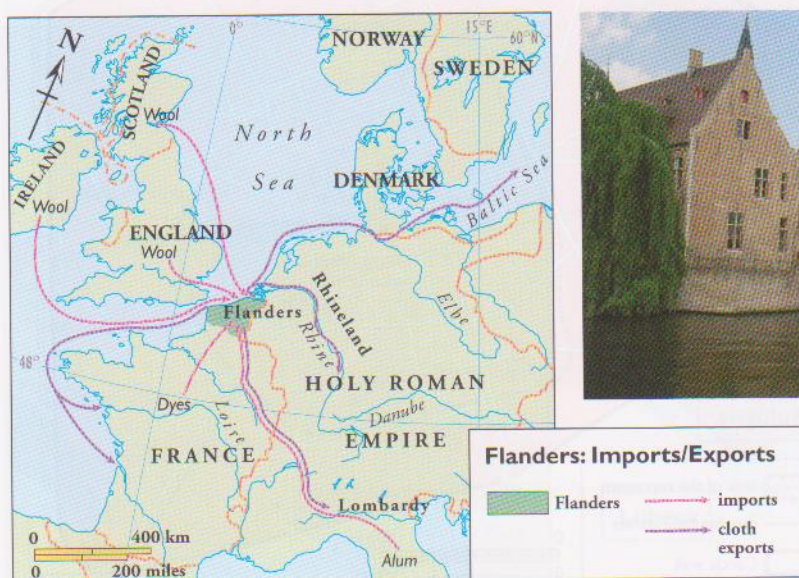 N
0°
NORWAY
15°E
60°N
SWEDEN
SCOTLAND
Wool
North
Sea
IRELAND
Wool
DENMARK
Baltic Sea
ENGLAND
Wool
Flanders
Rhineland
Rhine
Elbe
48°
HOLY ROMAN
Dyes
Loire
Danube
FRANCE
EMPIRE
Lombardy
Alum
0 400 km
0 200 miles
Flanders: Imports/Exports
Flanders
imports
cloth
exports